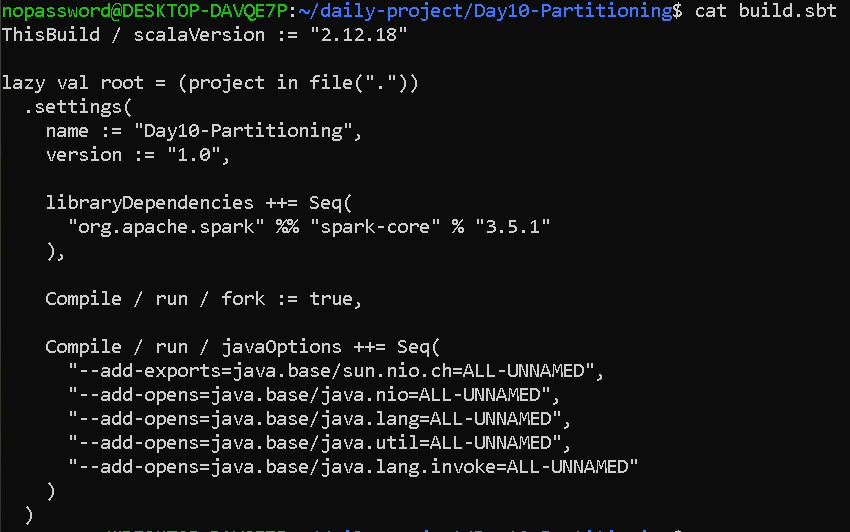 nopassword@DESKTOP-DAVQE7P:~/daily-project/Day10-Partitioning$ cat build.sbt
ThisBuild / scalaVersion := "2.12.18"

lazy val root = (project in file("."))
  .settings(
    name := "Day10-Partitioning",
    version := "1.0",

    libraryDependencies ++= Seq(
      "org.apache.spark" %% "spark-core" % "3.5.1"
    ),

    Compile / run / fork := true,

    Compile / run / javaOptions ++= Seq(
      "--add-exports=java.base/sun.nio.ch=ALL-UNNAMED",
      "--add-opens=java.base/java.nio=ALL-UNNAMED",
      "--add-opens=java.base/java.lang=ALL-UNNAMED",
      "--add-opens=java.base/java.util=ALL-UNNAMED",
      "--add-opens=java.base/java.lang.invoke=ALL-UNNAMED"
    )
  )